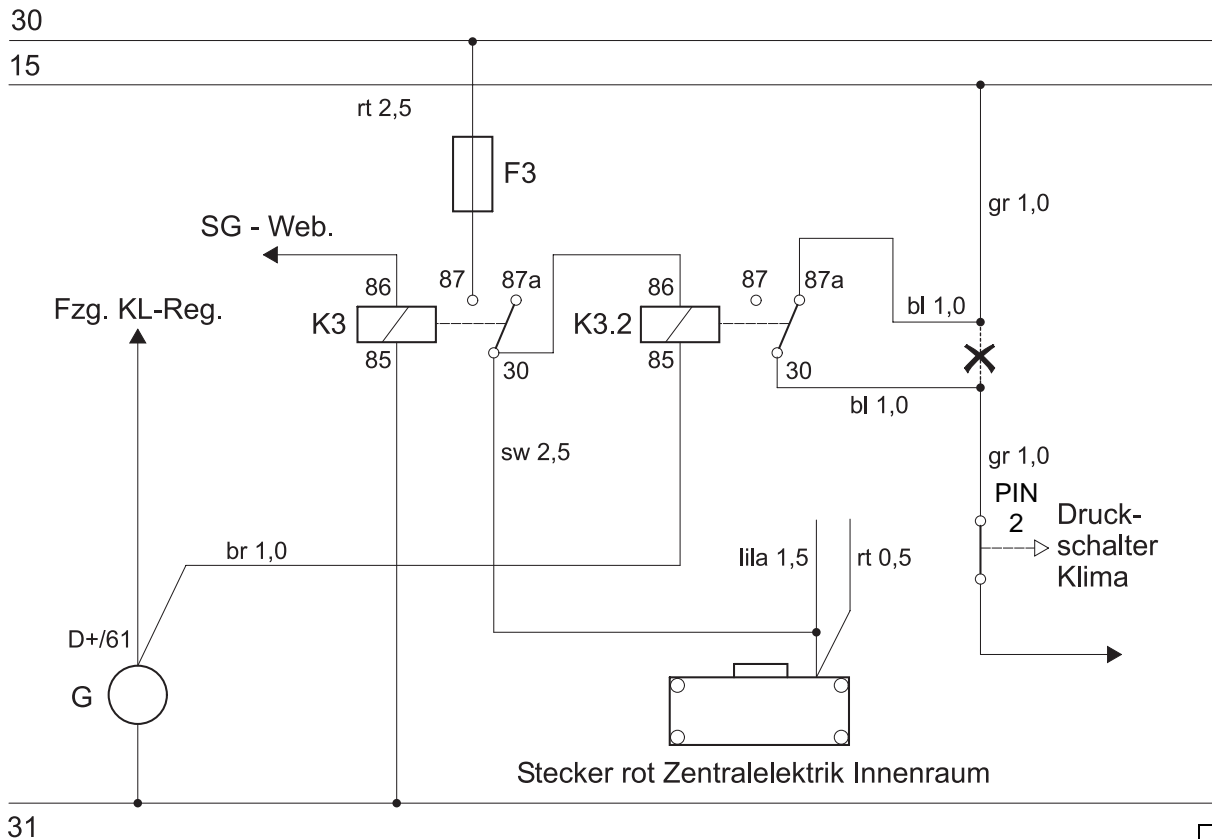 30
15
rt 2,5
F3
gr 1,0
SG - Web.
86
87
87a
86
87
87a
Fzg. KL-Reg.
K3
K3.2
bl 1,0
85
30
85
30
bl 1,0
sw 2,5
gr 1,0
PIN
2
Druck-
schalter
Klima
br 1,0
lila 1,5
rt 0,5
D+/61
G
Stecker rot Zentralelektrik Innenraum
31